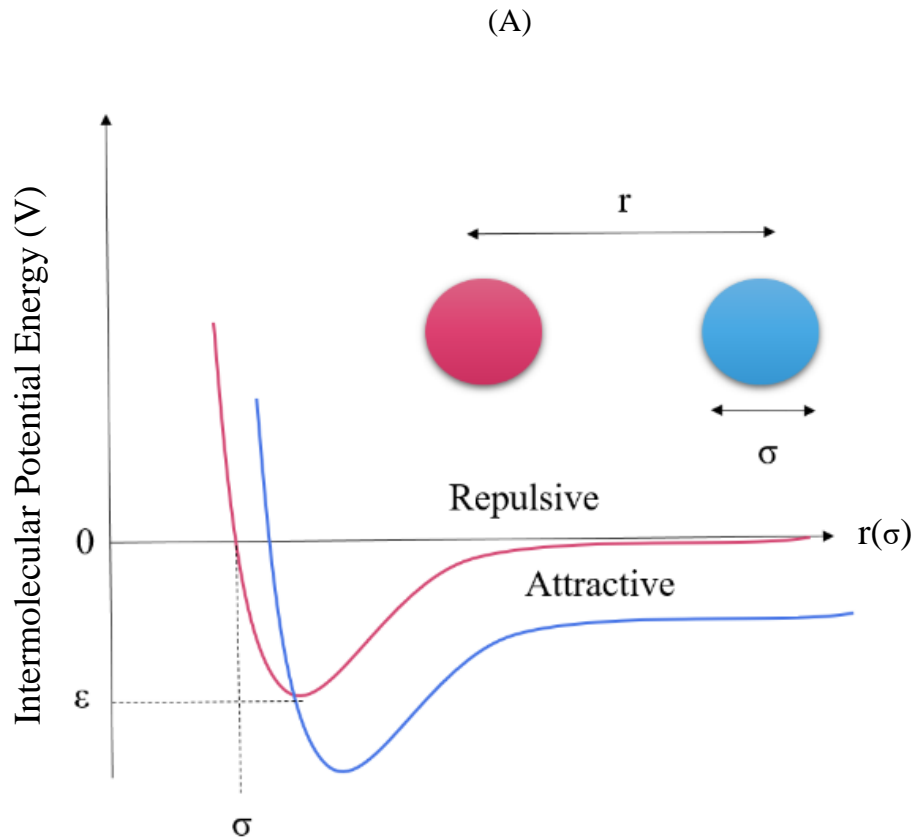 (A)
Intermolecular Potential Energy (V)
r
σ
Repulsive
0
r(σ)
Attractive
ε
σ